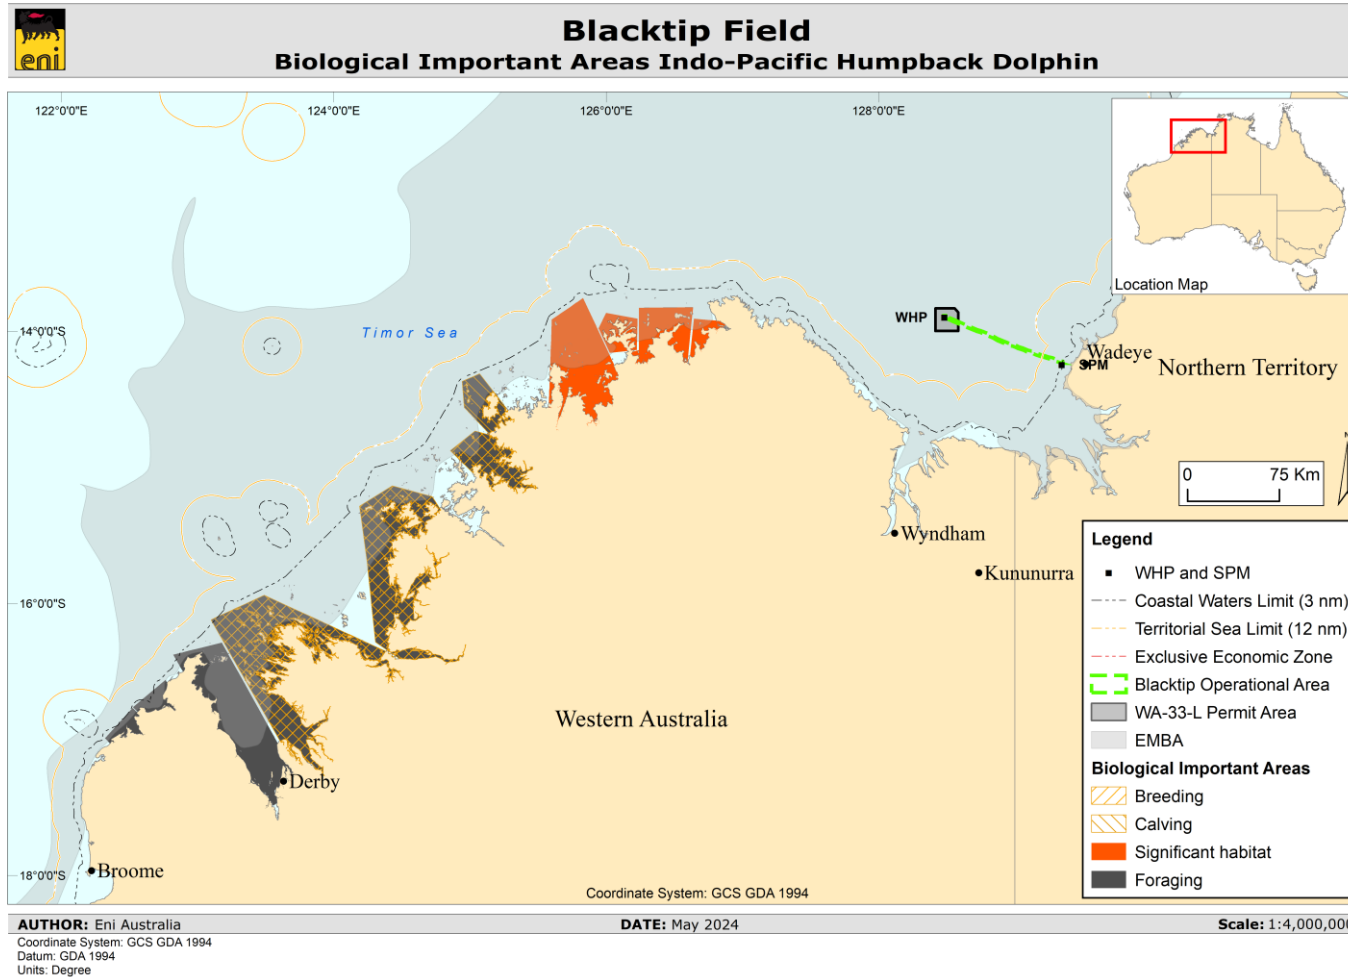 eni
Blacktip Field
Biological Important Areas Indo-Pacific Humpback Dolphin
122°0'0"E
124°0'0"E
126°0'0"E
128°0'0"E
Location Map
14°0'0"S
Timor Sea
WHP
Wadeye
SPM
Northern Territory
0 75 Km
Wyndham
Kununurra
16°0'0"S
Western Australia
Derby
18°0'0"S
Broome
Coordinate System: GCS GDA 1994
Legend
WHP and SPM
Coastal Waters Limit (3 nm)
Territorial Sea Limit (12 nm)
Exclusive Economic Zone
Blacktip Operational Area
WA-33-L Permit Area
EMBA
Biological Important Areas
Breeding
Calving
Significant habitat
Foraging
AUTHOR: Eni Australia
DATE: May 2024
Scale: 1:4,000,000
Coordinate System: GCS GDA 1994
Datum: GDA 1994
Units: Degree